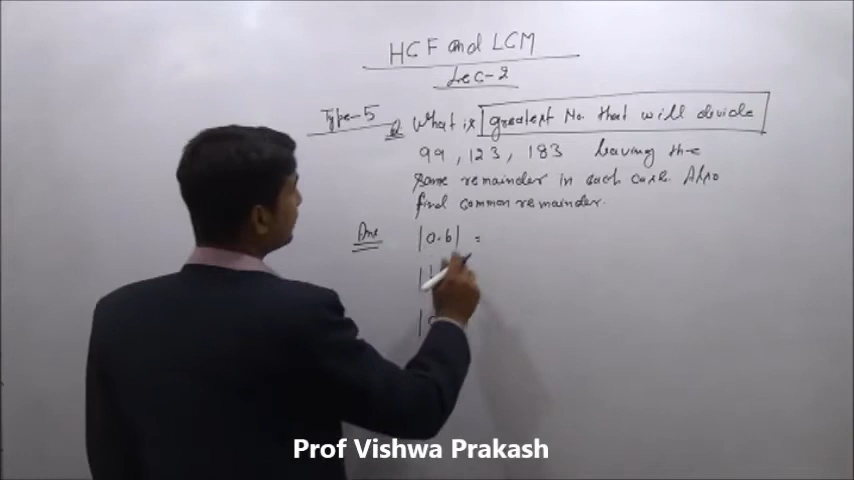 HCF and LCM
Lec-2
Type-5
Q What is greatest No. that will divide
99, 123, 183 leaving the
same remainder in each case. Also
find common remainder.
Ans |a-b| =
Prof Vishwa Prakash